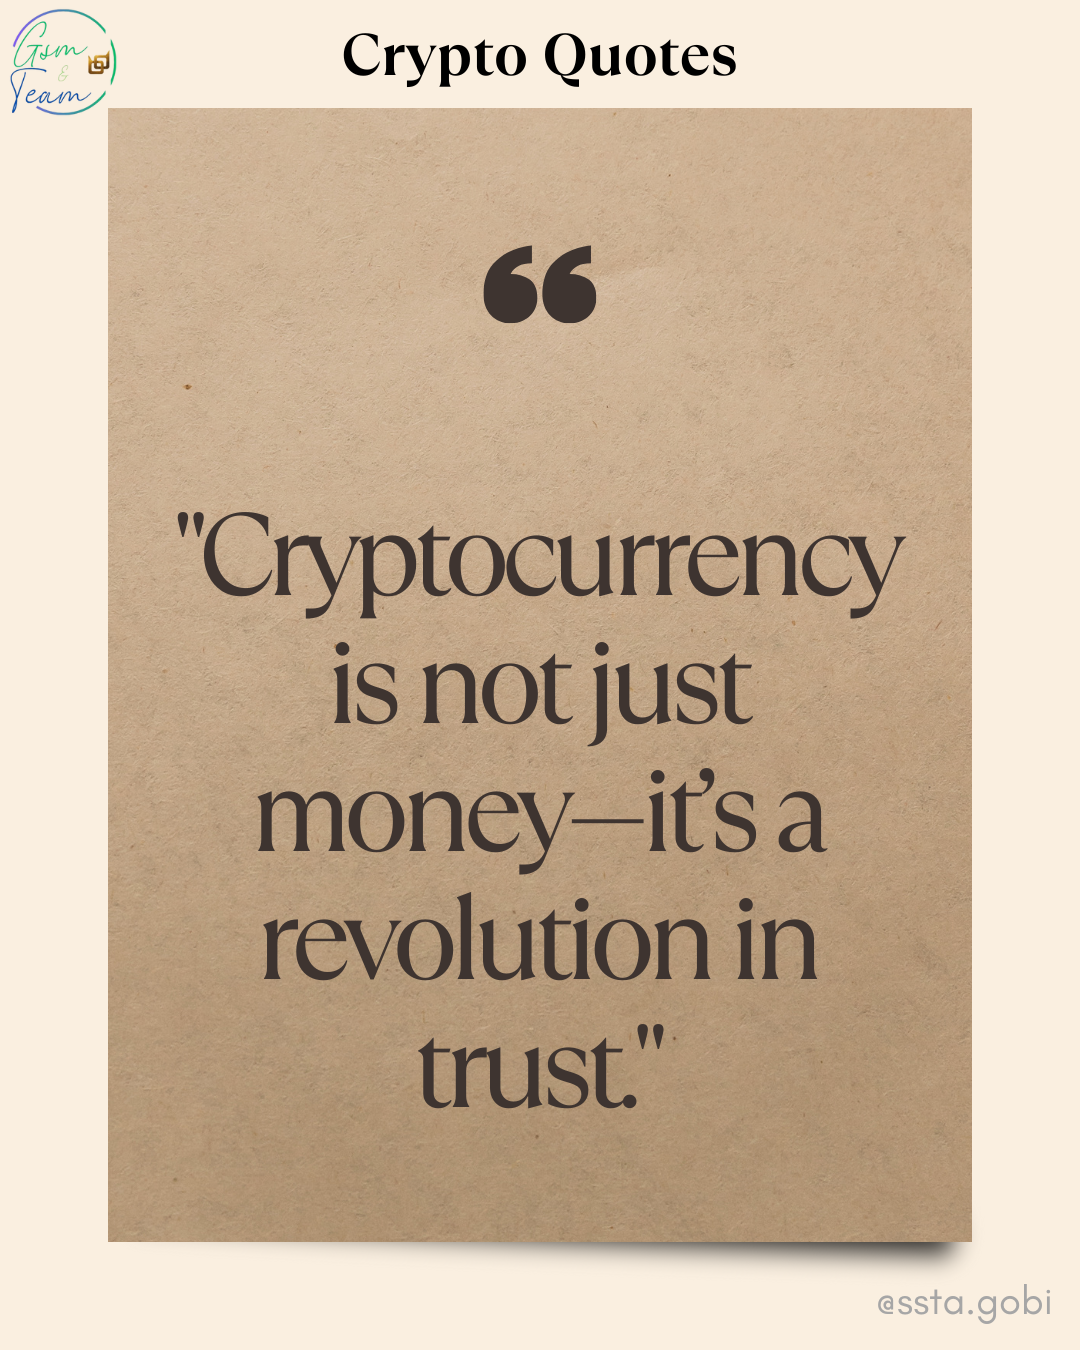 Gsm
&
Team
Crypto Quotes
“
"Cryptocurrency
is not just
money—it’s a
revolution in
trust."
@ssta.gobi